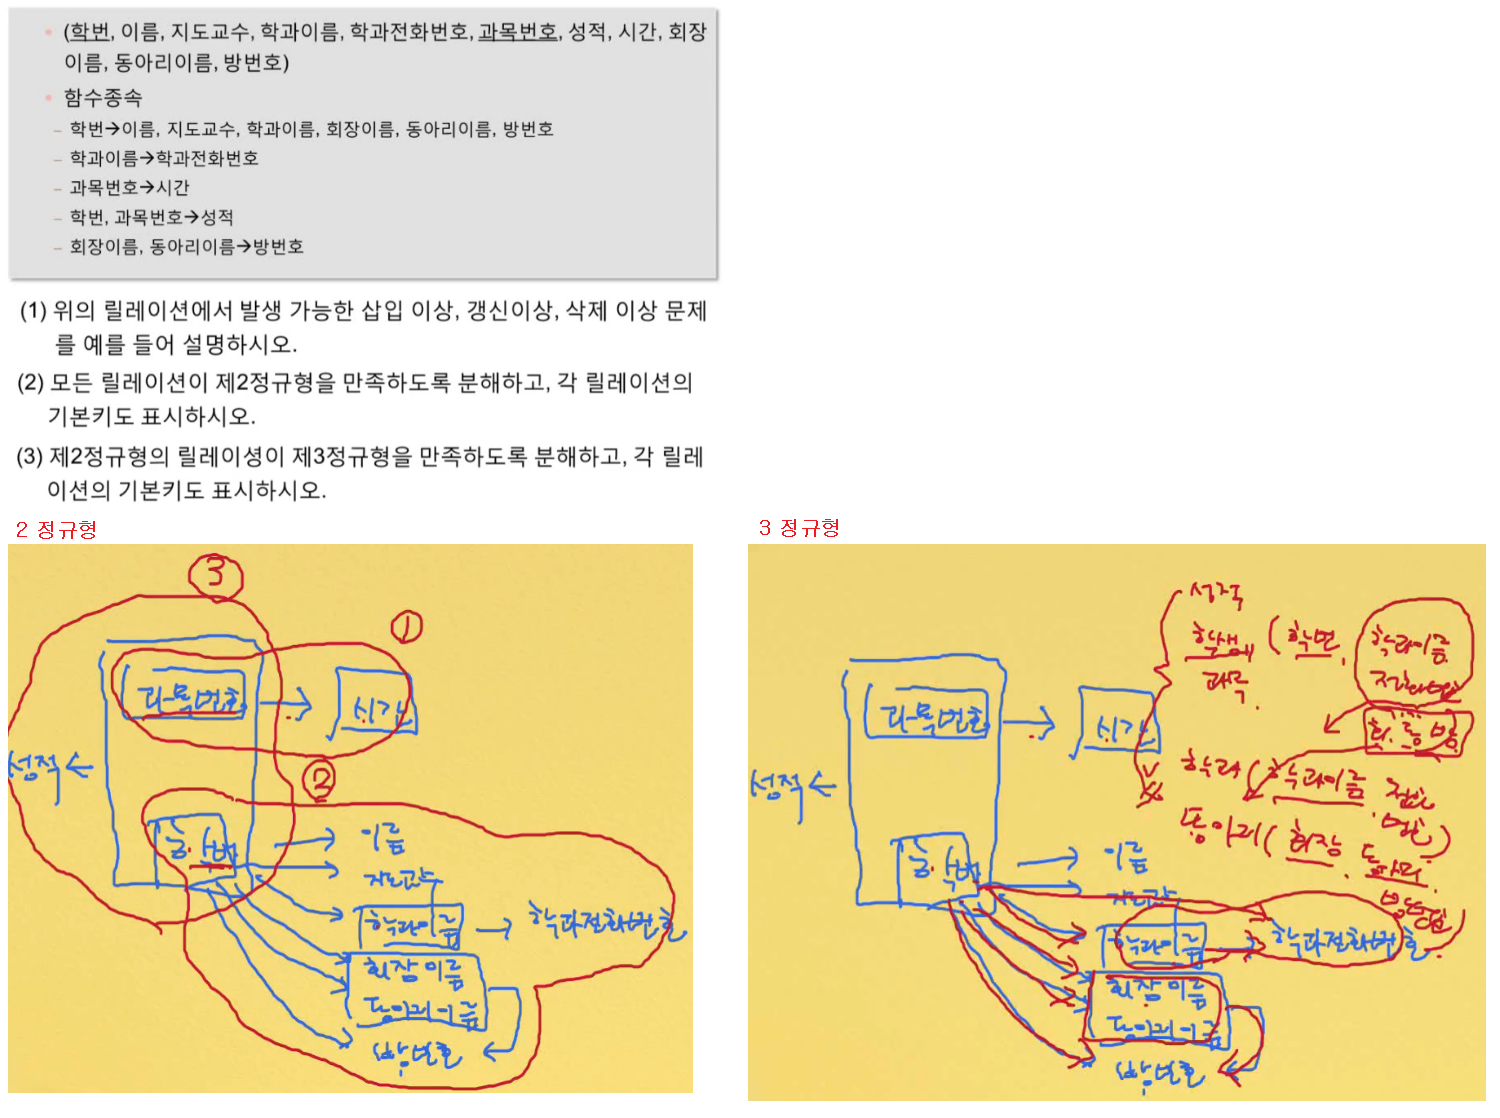 • (학번, 이름, 지도교수, 학과이름, 학과전화번호, 과목번호, 성적, 시간, 회장
이름, 동아리이름, 방번호)
• 함수종속
– 학번→이름, 지도교수, 학과이름, 회장이름, 동아리이름, 방번호
– 학과이름→학과전화번호
– 과목번호→시간
– 학번, 과목번호→성적
– 회장이름, 동아리이름→방번호
(1) 위의 릴레이션에서 발생 가능한 삽입 이상, 갱신이상, 삭제 이상 문제
를 예를 들어 설명하시오.
(2) 모든 릴레이션이 제2정규형을 만족하도록 분해하고, 각 릴레이션의
기본키도 표시하시오.
(3) 제2정규형의 릴레이셩이 제3정규형을 만족하도록 분해하고, 각 릴레
이션의 기본키도 표시하시오.
2 정규형
③
①
과목번호 → 시간
성적 ←
②
학번 → 이름
지도교수
학과이름 → 학과전화번호
회장이름
동아리이름
방번호
3 정규형
성적
학생 (학번, 학과이름
과목 전화번호
회 동 방
과목번호 → 시간
성적 ←
학과 (학과이름 전화
번호)
동아리 (회장 동아리
학번 → 이름
지도교수
학과이름 → 학과전화번호
회장이름
동아리이름
방번호